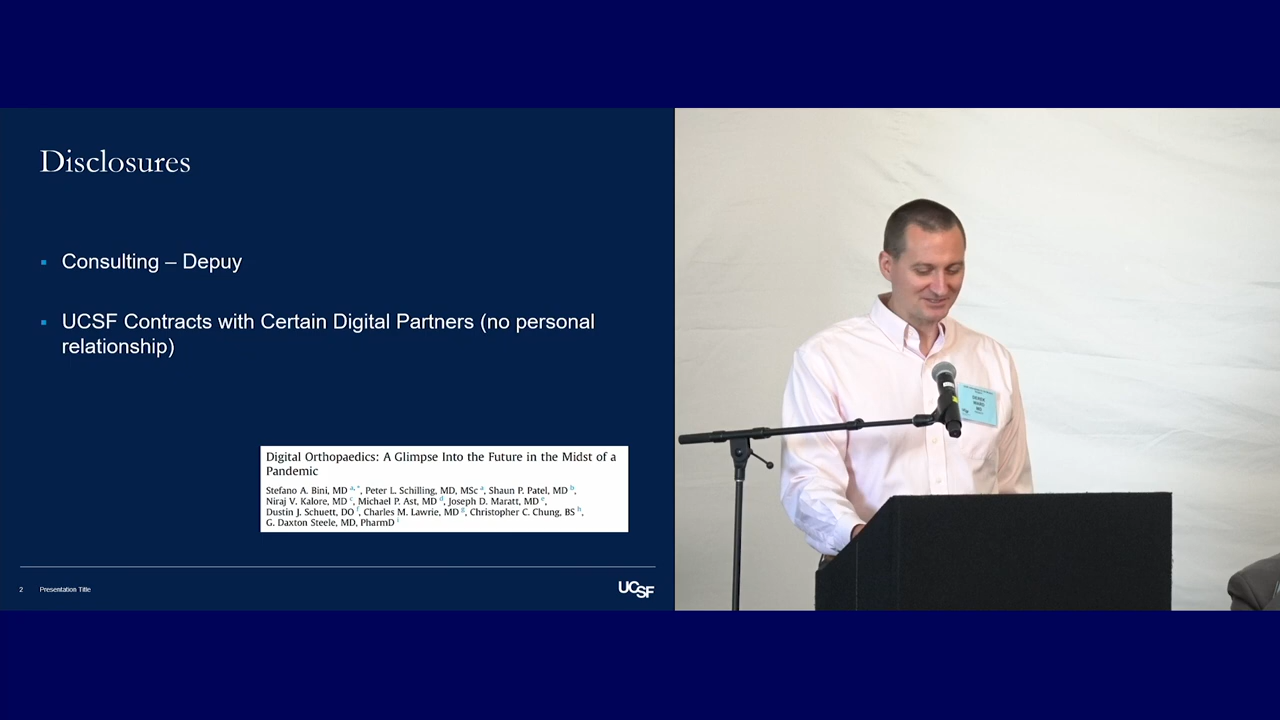 Disclosures
▪ Consulting – Depuy
▪ UCSF Contracts with Certain Digital Partners (no personal
relationship)
Digital Orthopaedics: A Glimpse Into the Future in the Midst of a
Pandemic
Stefano A. Bini, MD a, *, Peter L. Schilling, MD, MSc a, Shaun P. Patel, MD b,
Niraj V. Kalore, MD c, Michael P. Ast, MD d, Joseph D. Maratt, MD e,
Dustin J. Schuett, DO f, Charles M. Lawrie, MD g, Christopher C. Chung, BS h,
G. Daxton Steele, MD, PharmD i
2 Presentation Title
UCSF
DEREK
WARD
MD